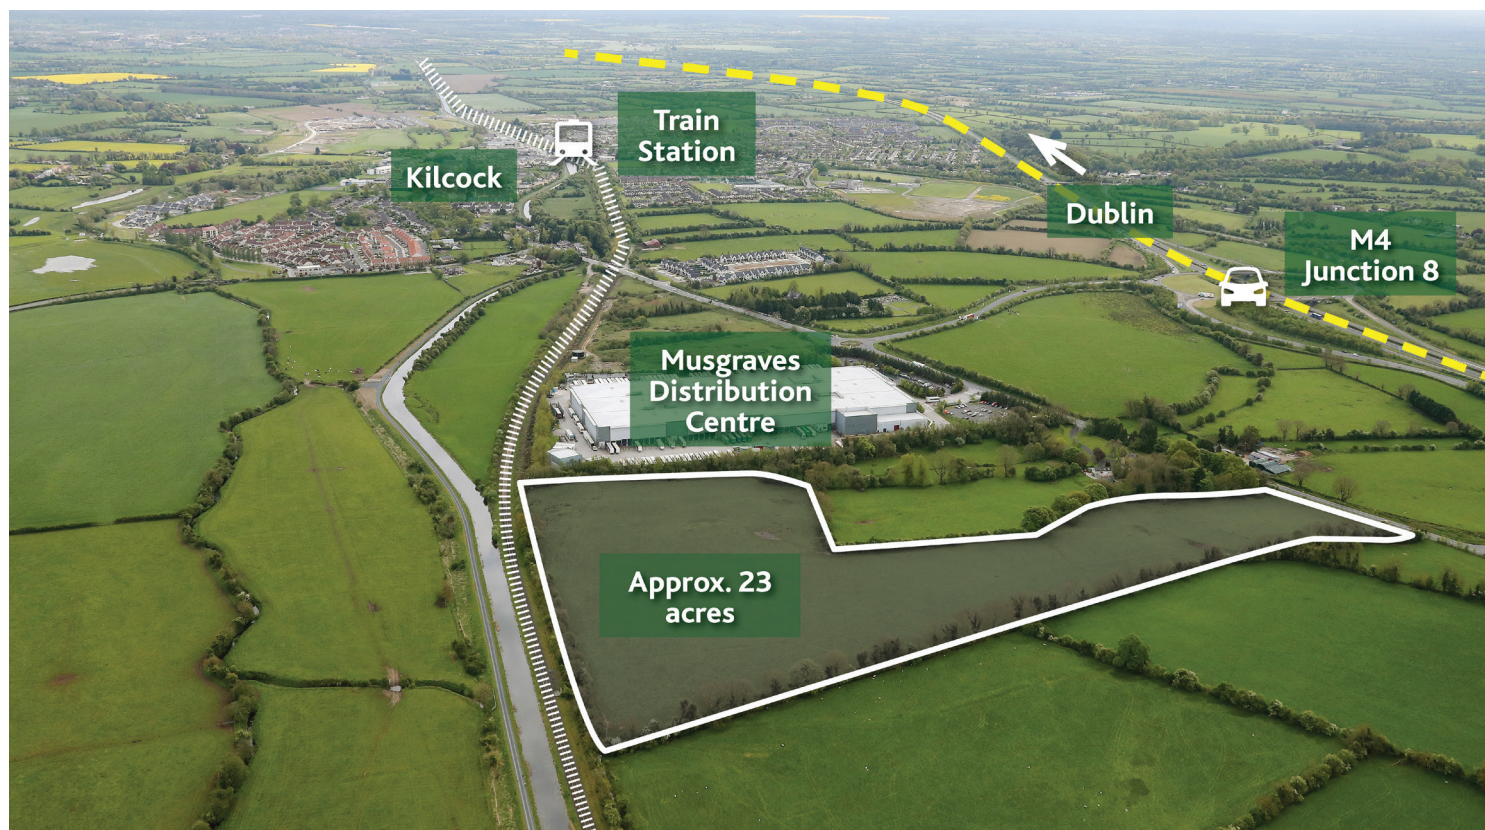 Train
Station
Kilcock
Dublin
M4
Junction 8
Musgraves
Distribution
Centre
Approx. 23
acres